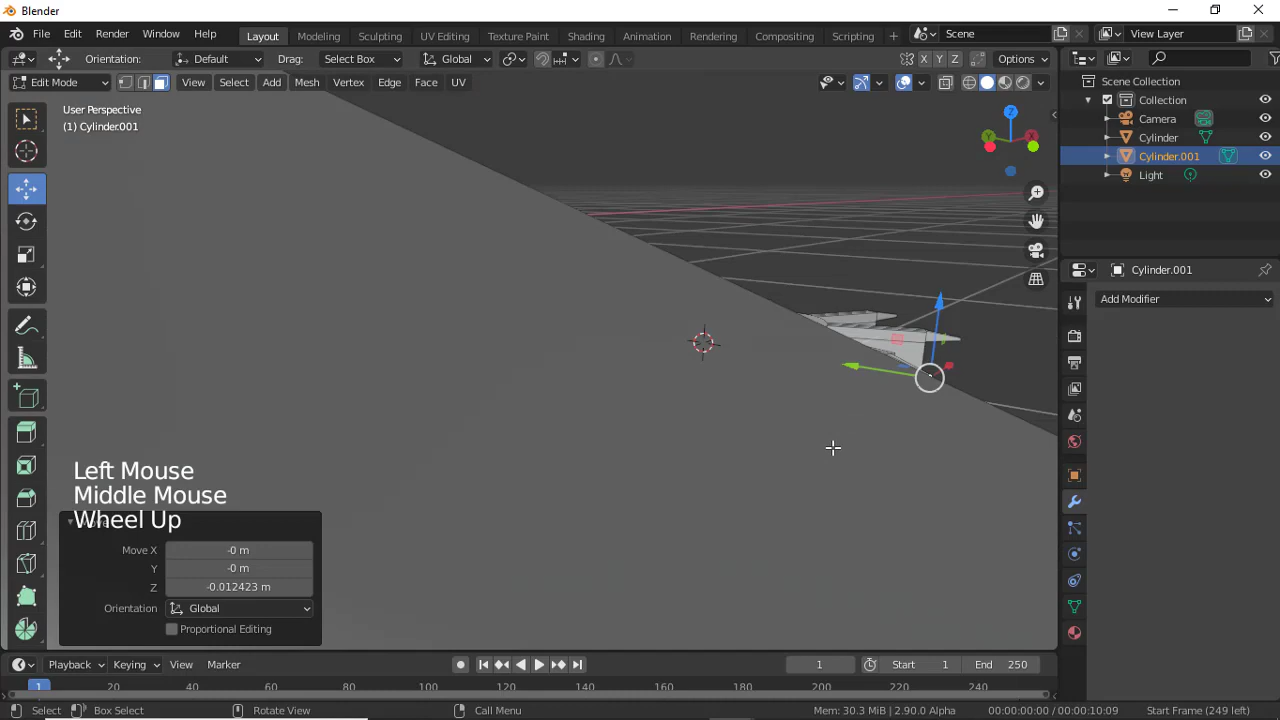 Blender
File Edit Render Window Help Layout Modeling Sculpting UV Editing Texture Paint Shading Animation Rendering Compositing Scripting + Scene View Layer
Orientation: Default Drag: Select Box Global X Y Z Options
Edit Mode View Select Add Mesh Vertex Edge Face UV
User Perspective
(1) Cylinder.001
Z
Y X
Scene Collection
Collection
Camera
Cylinder
Cylinder.001
Light
Cylinder.001
Add Modifier
Left Mouse
Middle Mouse
Wheel Up
Move X -0 m
Y -0 m
Z -0.012423 m
Orientation Global
Proportional Editing
Playback Keying View Marker 1 Start 1 End 250
1 20 40 60 80 100 120 140 160 180 200 220 240
Select Box Select Rotate View Call Menu Mem: 30.3 MiB | 2.90.0 Alpha 00:00:00:00 / 00:00:10:09 Start Frame (249 left)